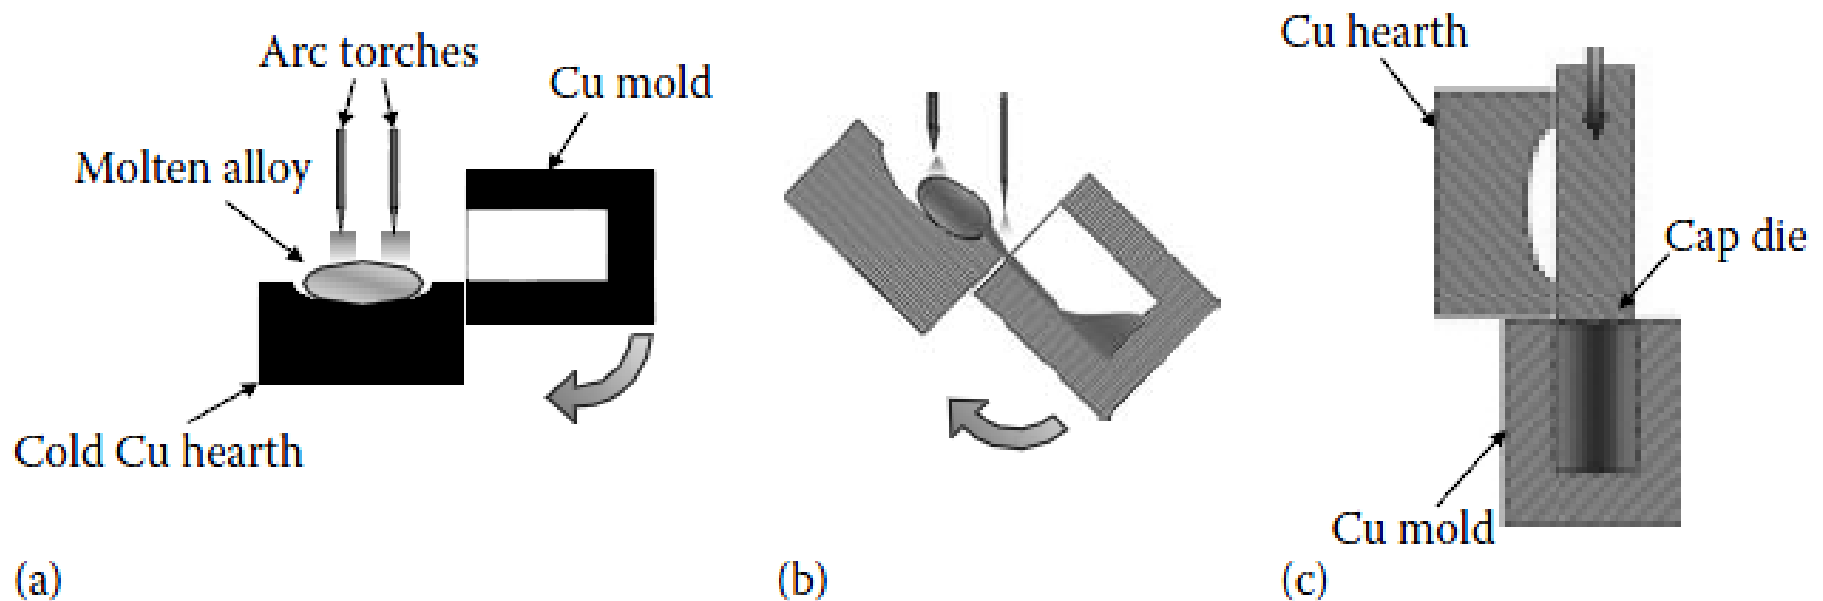 Arc torches
Cu mold
Molten alloy
Cold Cu hearth
(a)
(b)
Cu hearth
Cap die
Cu mold
(c)